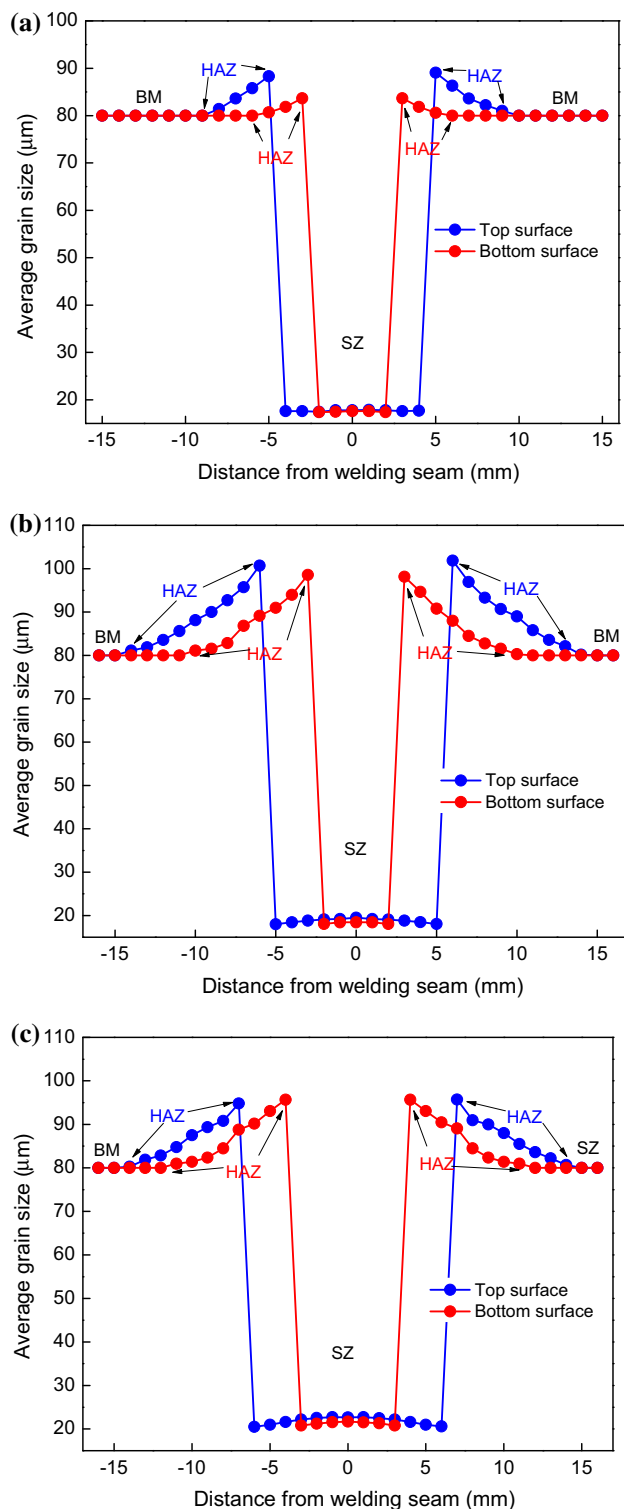 (a)
100
90
80
70
60
50
40
30
20
Average grain size (μm)
HAZ
HAZ
BM
BM
HAZ
HAZ
Top surface
Bottom surface
SZ
-15 -10 -5 0 5 10 15
Distance from welding seam (mm)
(b)
110
100
90
80
70
60
50
40
30
20
Average grain size (μm)
HAZ
HAZ
BM
BM
HAZ
HAZ
Top surface
Bottom surface
SZ
-15 -10 -5 0 5 10 15
Distance from welding seam (mm)
(c)
110
100
90
80
70
60
50
40
30
20
Average grain size (μm)
HAZ
HAZ
BM
SZ
HAZ
HAZ
Top surface
Bottom surface
SZ
-15 -10 -5 0 5 10 15
Distance from welding seam (mm)